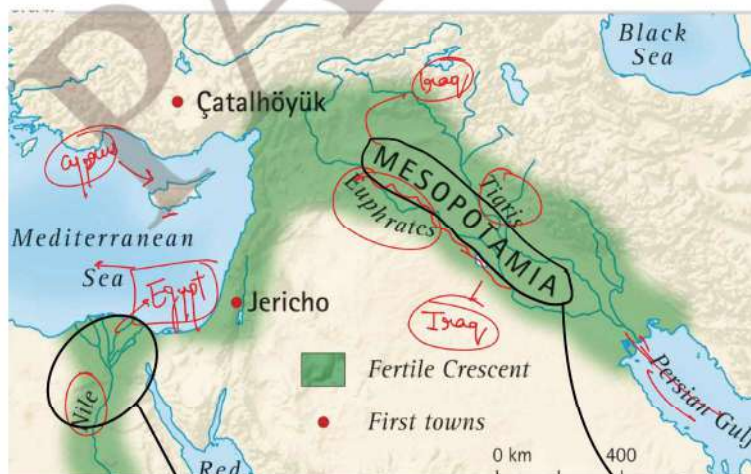 Black
Sea
Iraq
Çatalhöyük
Cyprus
MESOPOTAMIA
Tigris
Euphrates
Mediterranean
Sea
Egypt
Jericho
Iraq
Fertile Crescent
Persian Gulf
Nile
First towns
0 km 400
Red